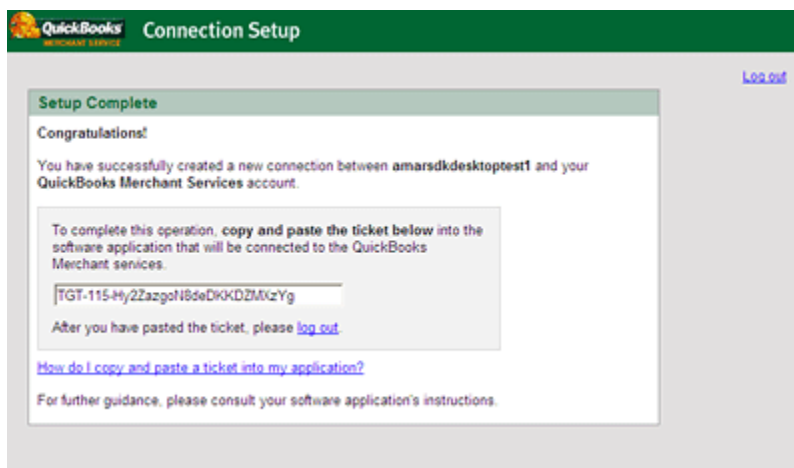 QuickBooks Connection Setup
MERCHANT SERVICE
Log out
Setup Complete
Congratulations!
You have successfully created a new connection between amarsdkdesktoptest1 and your
QuickBooks Merchant Services account.
To complete this operation, copy and paste the ticket below into the
software application that will be connected to the QuickBooks
Merchant services.
TGT-115-Hy2ZazgoN8deDKKDZMXzYg
After you have pasted the ticket, please log out.
How do I copy and paste a ticket into my application?
For further guidance, please consult your software application's instructions.